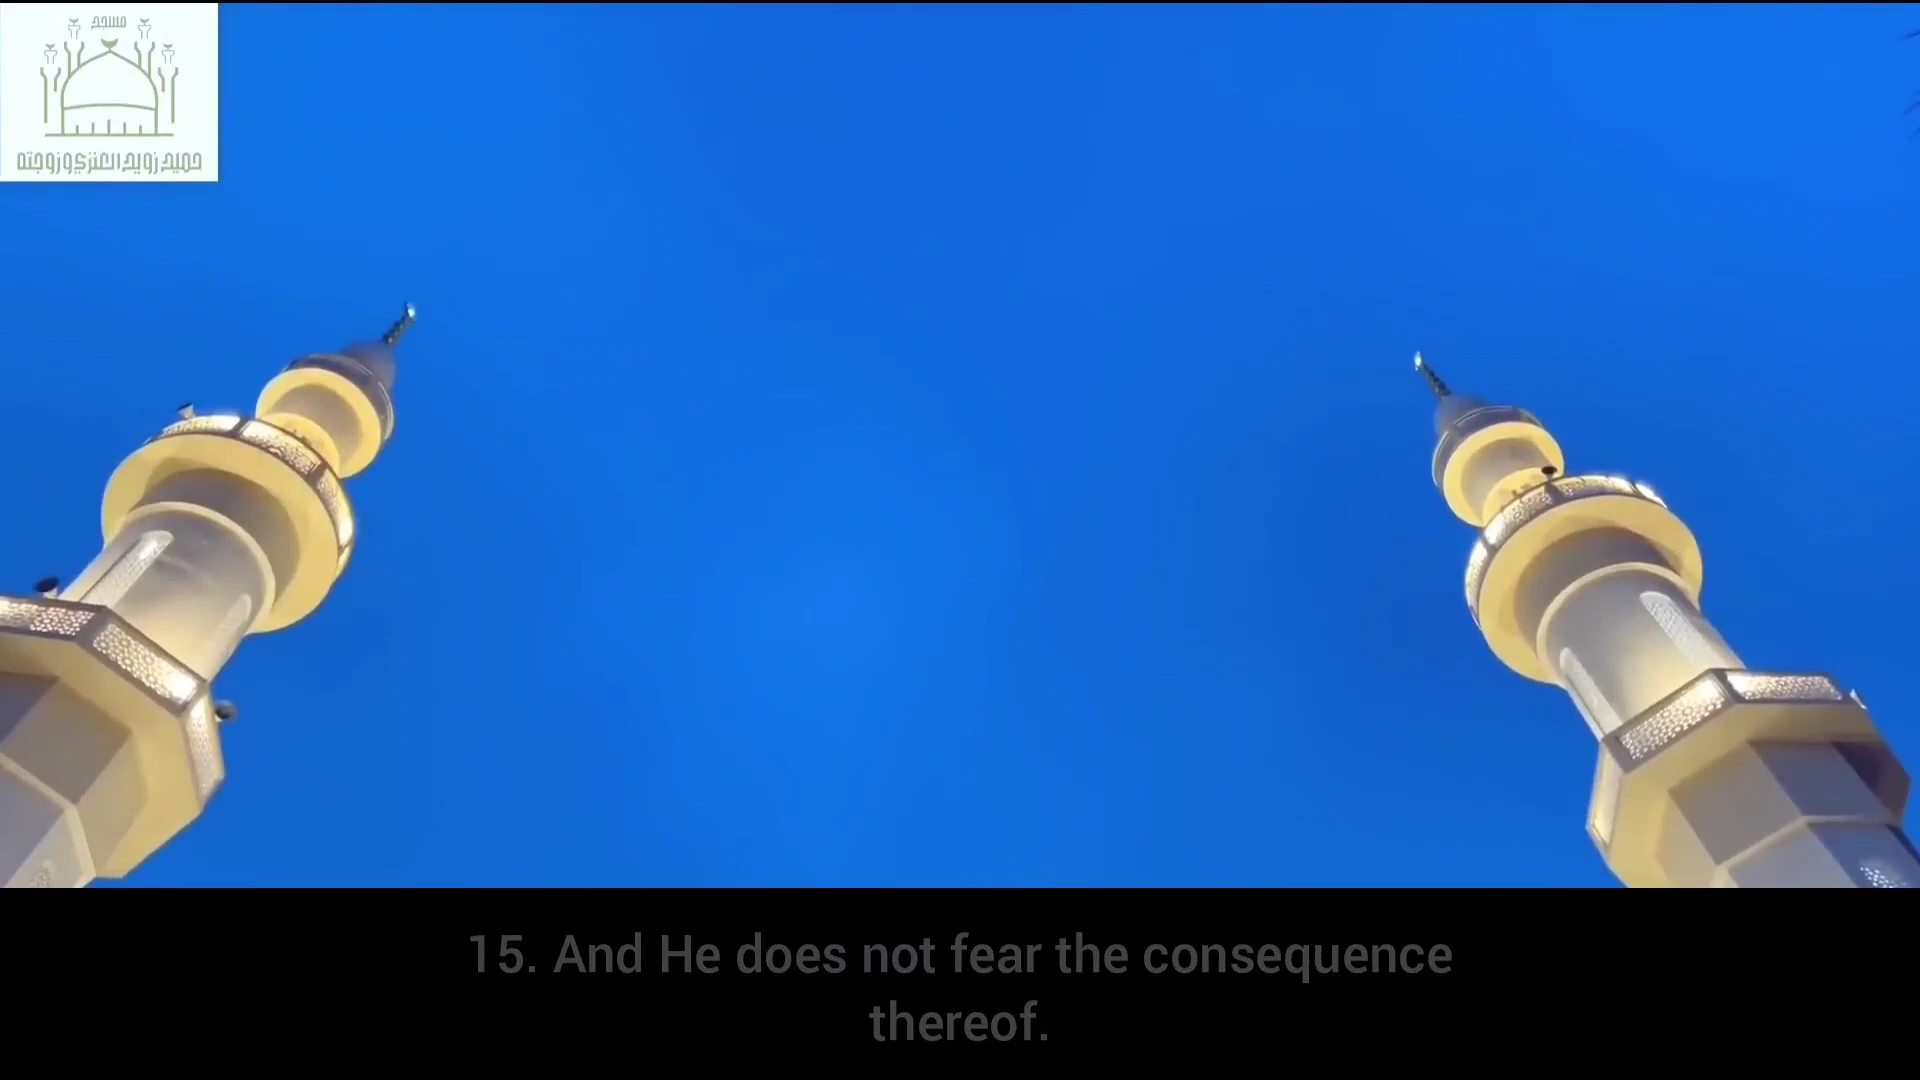 مسجد
حميد زويد العنزي وزوجته
15. And He does not fear the consequence
thereof.